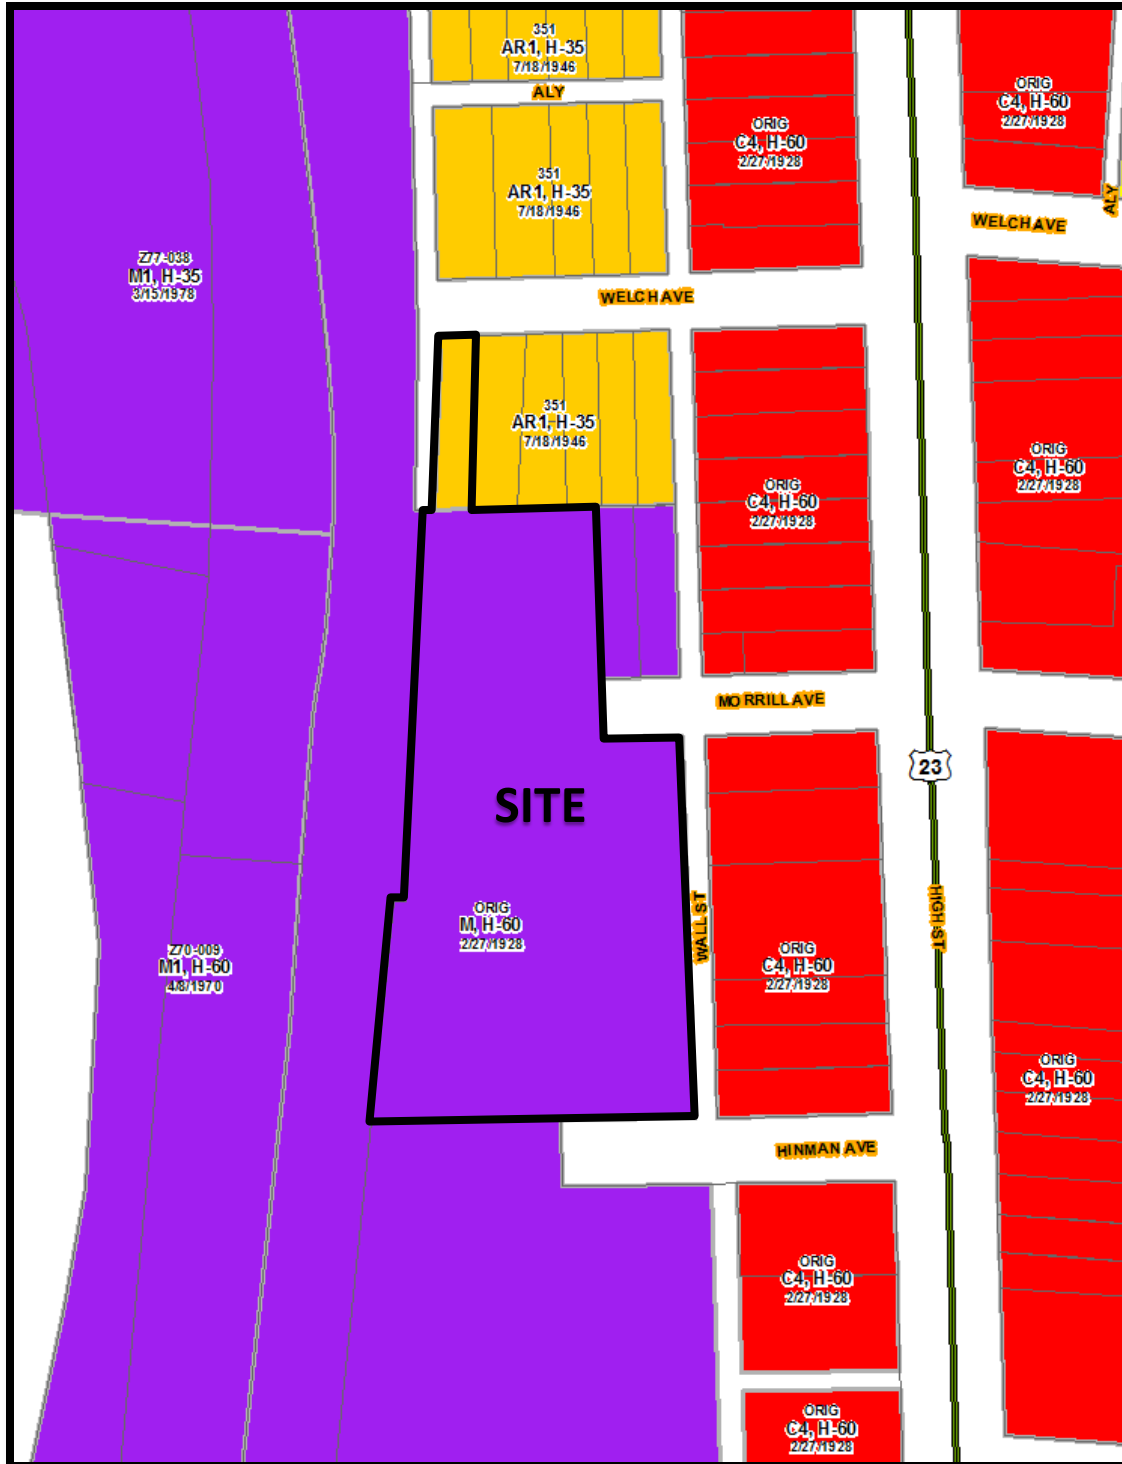 351
AR1, H-35
7/18/1946
ALY
ORIG
C4, H-60
2/27/1928
ORIG
C4, H-60
2/27/1928
351
AR1, H-35
7/18/1946
ALY
WELCH AVE
Z77-038
M1, H-35
3/15/1978
WELCH AVE
351
AR1, H-35
7/18/1946
ORIG
C4, H-60
2/27/1928
ORIG
C4, H-60
2/27/1928
MORRILL AVE
23
SITE
ORIG
M, H-60
2/27/1928
WALL ST
HIGH ST
Z70-009
M1, H-60
4/8/1970
ORIG
C4, H-60
2/27/1928
ORIG
C4, H-60
2/27/1928
HINMAN AVE
ORIG
C4, H-60
2/27/1928
ORIG
C4, H-60
2/27/1928